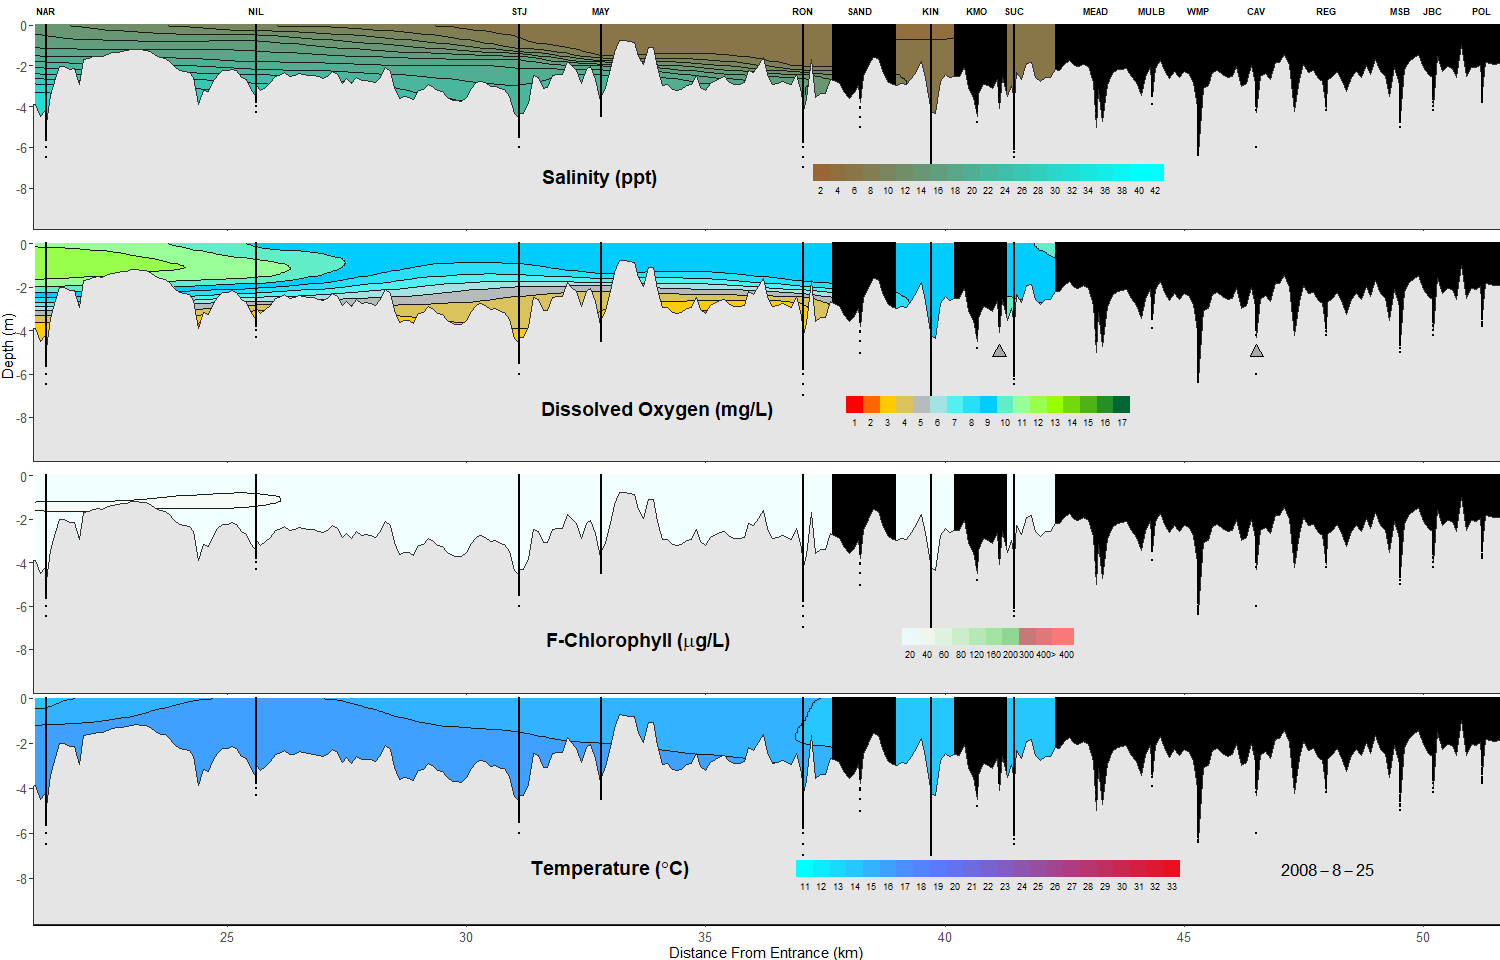 NAR NIL STJ MAY RON SAND KIN KMO SUC MEAD MULB WMP CAV REG MSB JBC POL
0
-2
-4
-6
-8
Salinity (ppt)
2 4 6 8 10 12 14 16 18 20 22 24 26 28 30 32 34 36 38 40 42
0
-2
-4
-6
-8
Depth (m)
Dissolved Oxygen (mg/L)
1 2 3 4 5 6 7 8 9 10 11 12 13 14 15 16 17
0
-2
-4
-6
-8
F-Chlorophyll (μg/L)
20 40 60 80 120 160 200 300 400> 400
0
-2
-4
-6
-8
Temperature (°C)
11 12 13 14 15 16 17 18 19 20 21 22 23 24 25 26 27 28 29 30 31 32 33
2008-8-25
25 30 35 40 45 50
Distance From Entrance (km)